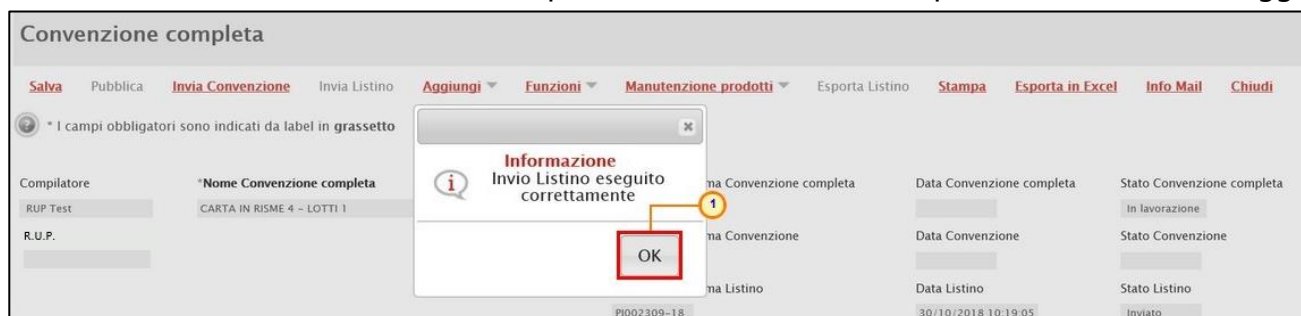 Convenzione completa
Salva Pubblica Invia Convenzione Invia Listino Aggiungi Funzioni Manutenzione prodotti Esporta Listino Stampa Esporta in Excel Info Mail Chiudi
* I campi obbligatori sono indicati da label in grassetto
Informazione
Invio Listino eseguito
correttamente
OK
1
Compilatore *Nome Convenzione completa Convenzione completa Data Convenzione completa Stato Convenzione completa
RUP Test CARTA IN RISME 4 - LOTTI 1 In lavorazione
R.U.P. Convenzione Data Convenzione Stato Convenzione
Listino Data Listino Stato Listino
PI002309-18 30/10/2018 10:19:05 Inviato